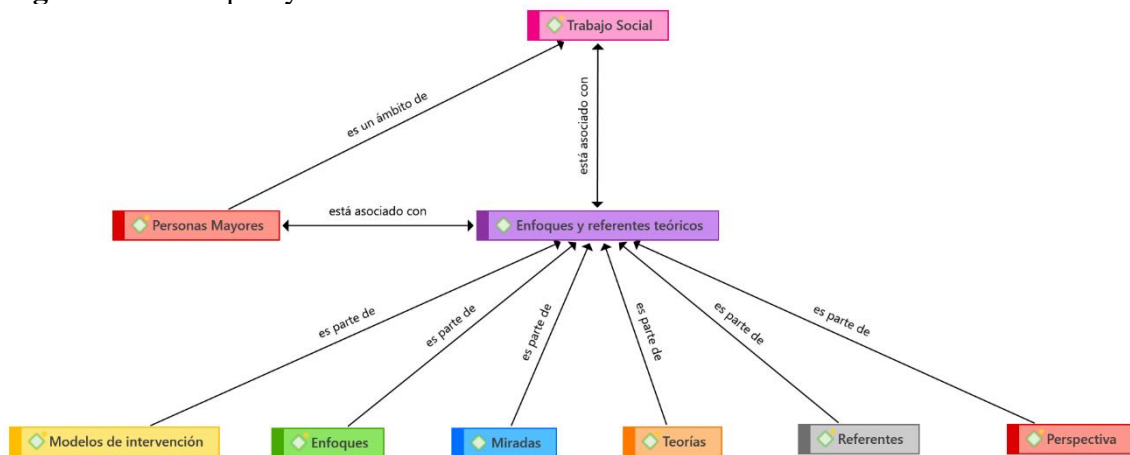 Trabajo Social
es un ámbito de
está asociado con
Personas Mayores
está asociado con
Enfoques y referentes teóricos
es parte de
es parte de
es parte de
es parte de
es parte de
es parte de
Modelos de intervención
Enfoques
Miradas
Teorías
Referentes
Perspectiva